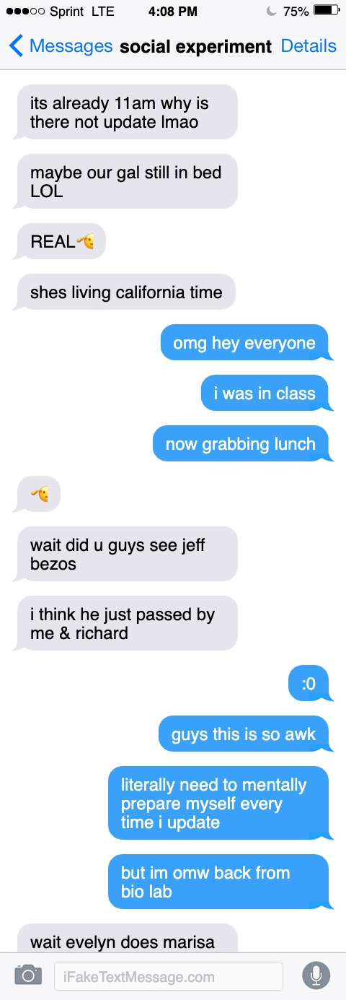 Sprint LTE 4:08 PM 75%
Messages social experiment Details
its already 11am why is
there not update lmao
maybe our gal still in bed
LOL
REAL🫡
shes living california time
omg hey everyone
i was in class
now grabbing lunch
🫡
wait did u guys see jeff
bezos
i think he just passed by
me & richard
:0
guys this is so awk
literally need to mentally
prepare myself every
time i update
but im omw back from
bio lab
wait evelyn does marisa
iFakeTextMessage.com